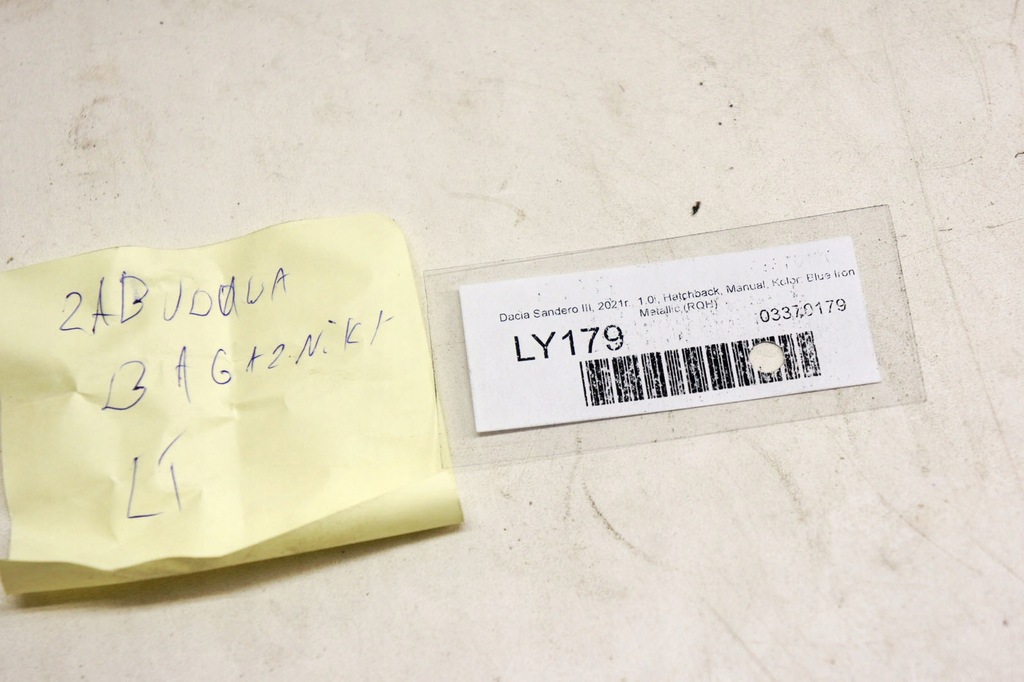 ZABUDOWA
BAGAŻNIKA
LT
Dacia Sandero III, 2021r., 1.0i, Hatchback, Manual, Kolor: Blue Iron
Metallic (RQH)
LY179
03370179